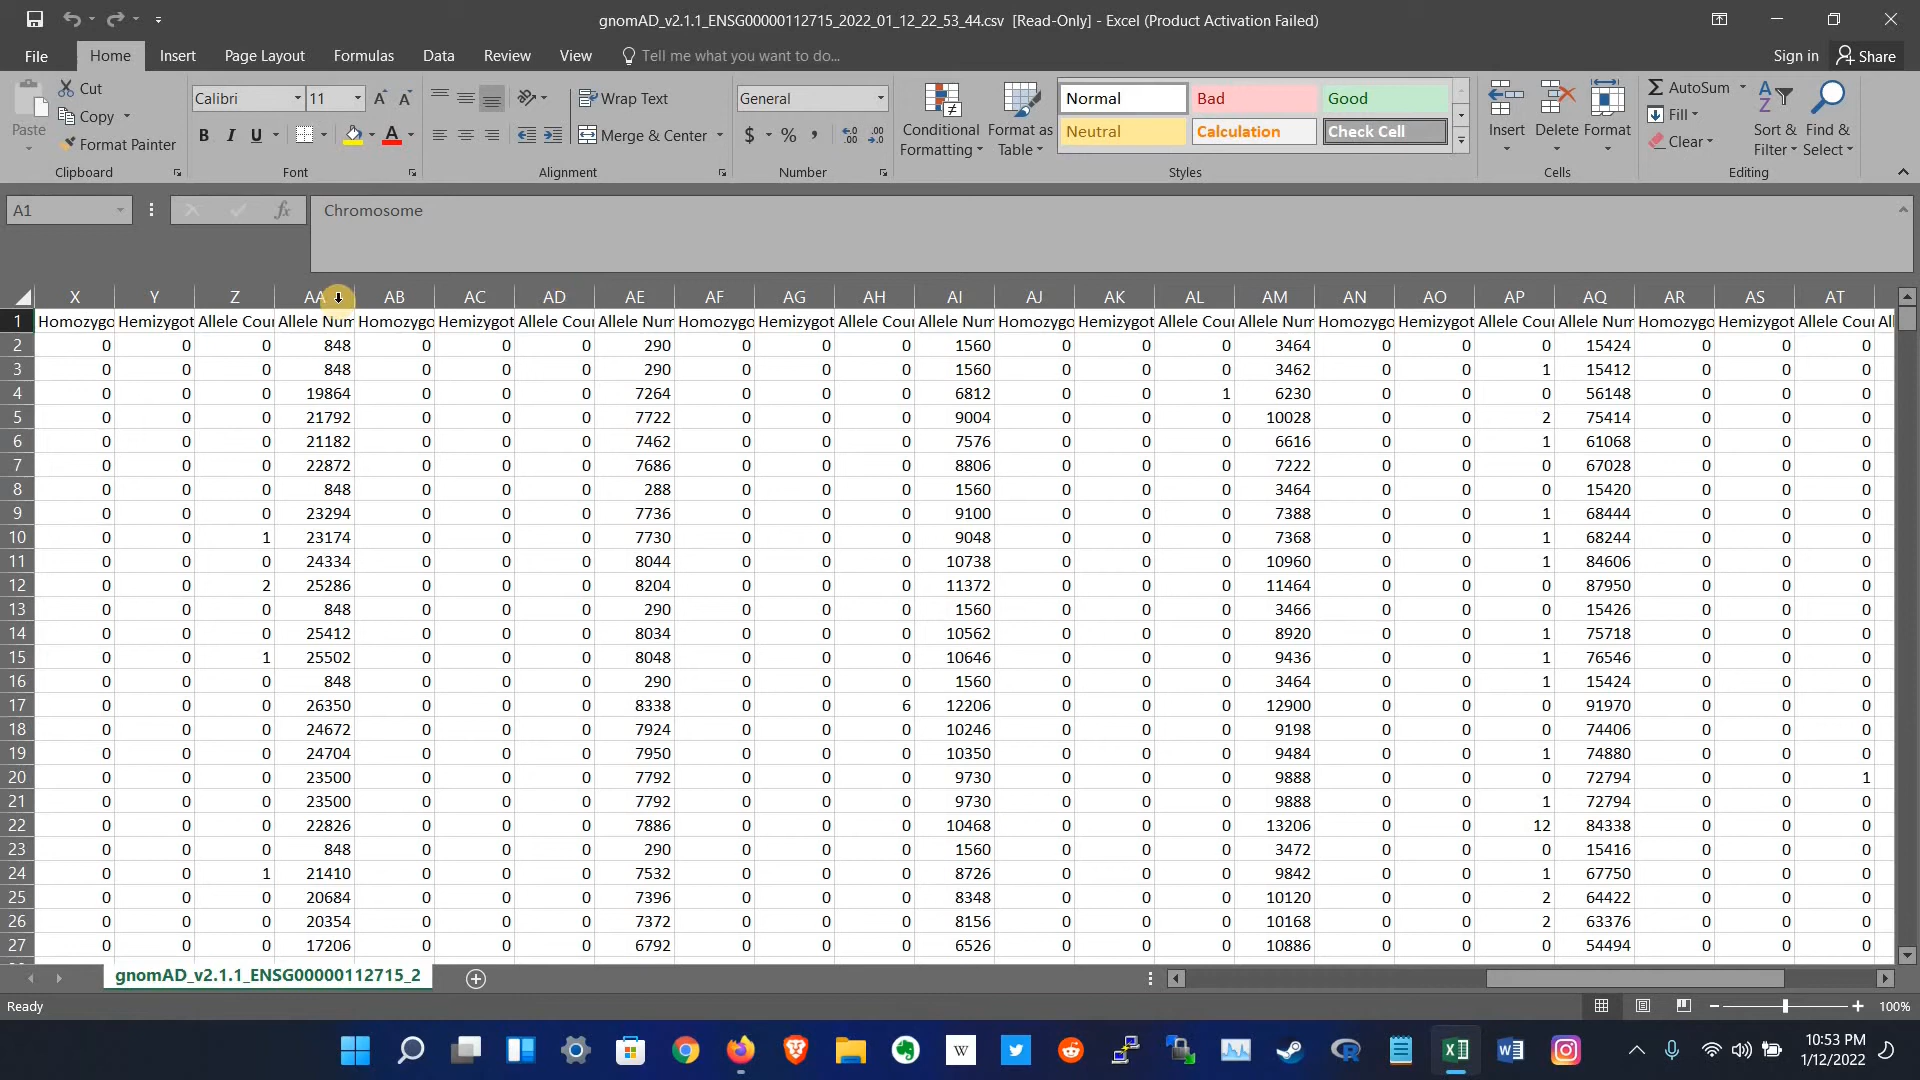 gnomAD_v2.1.1_ENSG00000112715_2022_01_12_22_53_44.csv [Read-Only] - Excel (Product Activation Failed)
File Home Insert Page Layout Formulas Data Review View Tell me what you want to do... Sign in Share
Paste Cut Copy Format Painter Clipboard
Calibri 11 B I U A Font
Wrap Text Merge & Center Alignment
General $ % , Number
Conditional Formatting Format as Table
Normal Bad Good
Neutral Calculation Check Cell
Styles
Insert Delete Format Cells
AutoSum Fill Clear Sort & Filter Find & Select Editing
A1 fx Chromosome
X Y Z AA AB AC AD AE AF AG AH AI AJ AK AL AM AN AO AP AQ AR AS AT
1 Homozygo Hemizygot Allele Cour Allele Num Homozygo Hemizygot Allele Cour Allele Num Homozygo Hemizygot Allele Cour Allele Num Homozygo Hemizygot Allele Cour Allele Num Homozygo Hemizygot Allele Cour Allele Num Homozygo Hemizygot Allele Cour Al
2 0 0 0 848 0 0 0 290 0 0 0 1560 0 0 0 3464 0 0 0 15424 0 0 0
3 0 0 0 848 0 0 0 290 0 0 0 1560 0 0 0 3462 0 0 1 15412 0 0 0
4 0 0 0 19864 0 0 0 7264 0 0 0 6812 0 0 1 6230 0 0 0 56148 0 0 0
5 0 0 0 21792 0 0 0 7722 0 0 0 9004 0 0 0 10028 0 0 2 75414 0 0 0
6 0 0 0 21182 0 0 0 7462 0 0 0 7576 0 0 0 6616 0 0 1 61068 0 0 0
7 0 0 0 22872 0 0 0 7686 0 0 0 8806 0 0 0 7222 0 0 0 67028 0 0 0
8 0 0 0 848 0 0 0 288 0 0 0 1560 0 0 0 3464 0 0 0 15420 0 0 0
9 0 0 0 23294 0 0 0 7736 0 0 0 9100 0 0 0 7388 0 0 1 68444 0 0 0
10 0 0 1 23174 0 0 0 7730 0 0 0 9048 0 0 0 7368 0 0 1 68244 0 0 0
11 0 0 0 24334 0 0 0 8044 0 0 0 10738 0 0 0 10960 0 0 1 84606 0 0 0
12 0 0 2 25286 0 0 0 8204 0 0 0 11372 0 0 0 11464 0 0 0 87950 0 0 0
13 0 0 0 848 0 0 0 290 0 0 0 1560 0 0 0 3466 0 0 0 15426 0 0 0
14 0 0 0 25412 0 0 0 8034 0 0 0 10562 0 0 0 8920 0 0 1 75718 0 0 0
15 0 0 1 25502 0 0 0 8048 0 0 0 10646 0 0 0 9436 0 0 1 76546 0 0 0
16 0 0 0 848 0 0 0 290 0 0 0 1560 0 0 0 3464 0 0 1 15424 0 0 0
17 0 0 0 26350 0 0 0 8338 0 0 6 12206 0 0 0 12900 0 0 0 91970 0 0 0
18 0 0 0 24672 0 0 0 7924 0 0 0 10246 0 0 0 9198 0 0 0 74406 0 0 0
19 0 0 0 24704 0 0 0 7950 0 0 0 10350 0 0 0 9484 0 0 1 74880 0 0 0
20 0 0 0 23500 0 0 0 7792 0 0 0 9730 0 0 0 9888 0 0 0 72794 0 0 1
21 0 0 0 23500 0 0 0 7792 0 0 0 9730 0 0 0 9888 0 0 1 72794 0 0 0
22 0 0 0 22826 0 0 0 7886 0 0 0 10468 0 0 0 13206 0 0 12 84338 0 0 0
23 0 0 0 848 0 0 0 290 0 0 0 1560 0 0 0 3472 0 0 0 15416 0 0 0
24 0 0 1 21410 0 0 0 7532 0 0 0 8726 0 0 0 9842 0 0 1 67750 0 0 0
25 0 0 0 20684 0 0 0 7396 0 0 0 8348 0 0 0 10120 0 0 2 64422 0 0 0
26 0 0 0 20354 0 0 0 7372 0 0 0 8156 0 0 0 10168 0 0 2 63376 0 0 0
27 0 0 0 17206 0 0 0 6792 0 0 0 6526 0 0 0 10886 0 0 0 54494 0 0 0
gnomAD_v2.1.1_ENSG00000112715_2
Ready 100%
10:53 PM
1/12/2022